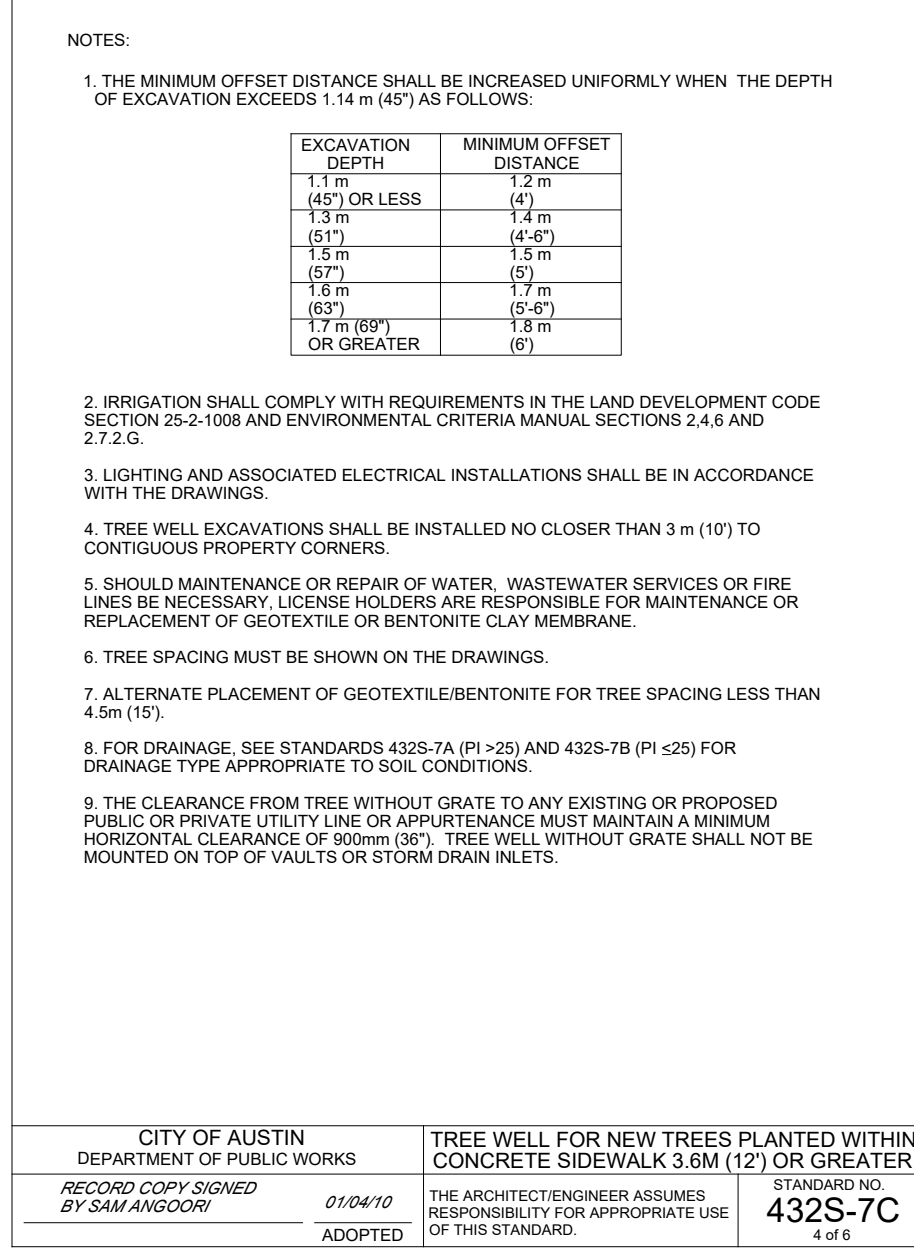 NOTES:
1. THE MINIMUM OFFSET DISTANCE SHALL BE INCREASED UNIFORMLY WHEN THE DEPTH
OF EXCAVATION EXCEEDS 1.14 m (45") AS FOLLOWS:
EXCAVATION DEPTH
MINIMUM OFFSET DISTANCE
1.1 m
(45") OR LESS
1.2 m
(4')
1.3 m
(51")
1.4 m
(4'-6")
1.5 m
(57")
1.5 m
(5')
1.6 m
(63")
1.7 m
(5'-6")
1.7 m (69")
OR GREATER
1.8 m
(6')
2. IRRIGATION SHALL COMPLY WITH REQUIREMENTS IN THE LAND DEVELOPMENT CODE
SECTION 25-2-1008 AND ENVIRONMENTAL CRITERIA MANUAL SECTIONS 2,4,6 AND
2.7.2.G.
3. LIGHTING AND ASSOCIATED ELECTRICAL INSTALLATIONS SHALL BE IN ACCORDANCE
WITH THE DRAWINGS.
4. TREE WELL EXCAVATIONS SHALL BE INSTALLED NO CLOSER THAN 3 m (10') TO
CONTIGUOUS PROPERTY CORNERS.
5. SHOULD MAINTENANCE OR REPAIR OF WATER, WASTEWATER SERVICES OR FIRE
LINES BE NECESSARY, LICENSE HOLDERS ARE RESPONSIBLE FOR MAINTENANCE OR
REPLACEMENT OF GEOTEXTILE OR BENTONITE CLAY MEMBRANE.
6. TREE SPACING MUST BE SHOWN ON THE DRAWINGS.
7. ALTERNATE PLACEMENT OF GEOTEXTILE/BENTONITE FOR TREE SPACING LESS THAN
4.5m (15').
8. FOR DRAINAGE, SEE STANDARDS 432S-7A (PI >25) AND 432S-7B (PI ≤25) FOR
DRAINAGE TYPE APPROPRIATE TO SOIL CONDITIONS.
9. THE CLEARANCE FROM TREE WITHOUT GRATE TO ANY EXISTING OR PROPOSED
PUBLIC OR PRIVATE UTILITY LINE OR APPURTENANCE MUST MAINTAIN A MINIMUM
HORIZONTAL CLEARANCE OF 900mm (36"). TREE WELL WITHOUT GRATE SHALL NOT BE
MOUNTED ON TOP OF VAULTS OR STORM DRAIN INLETS.
CITY OF AUSTIN
DEPARTMENT OF PUBLIC WORKS
TREE WELL FOR NEW TREES PLANTED WITHIN
CONCRETE SIDEWALK 3.6M (12') OR GREATER
RECORD COPY SIGNED
BY SAM ANGOORI
01/04/10
ADOPTED
THE ARCHITECT/ENGINEER ASSUMES
RESPONSIBILITY FOR APPROPRIATE USE
OF THIS STANDARD.
STANDARD NO.
432S-7C
4 of 6